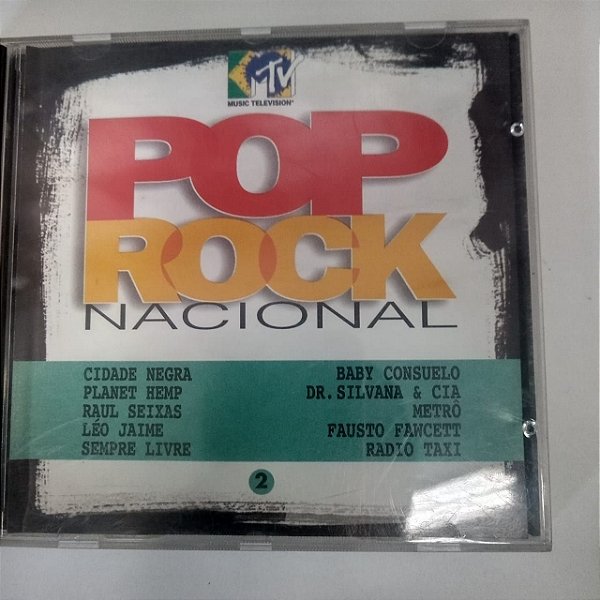 MTV
MUSIC TELEVISION®
POP
ROCK
NACIONAL
CIDADE NEGRA
PLANET HEMP
RAUL SEIXAS
LÉO JAIME
SEMPRE LIVRE
BABY CONSUELO
DR. SILVANA & CIA
METRÔ
FAUSTO FAWCETT
RADIO TAXI
2